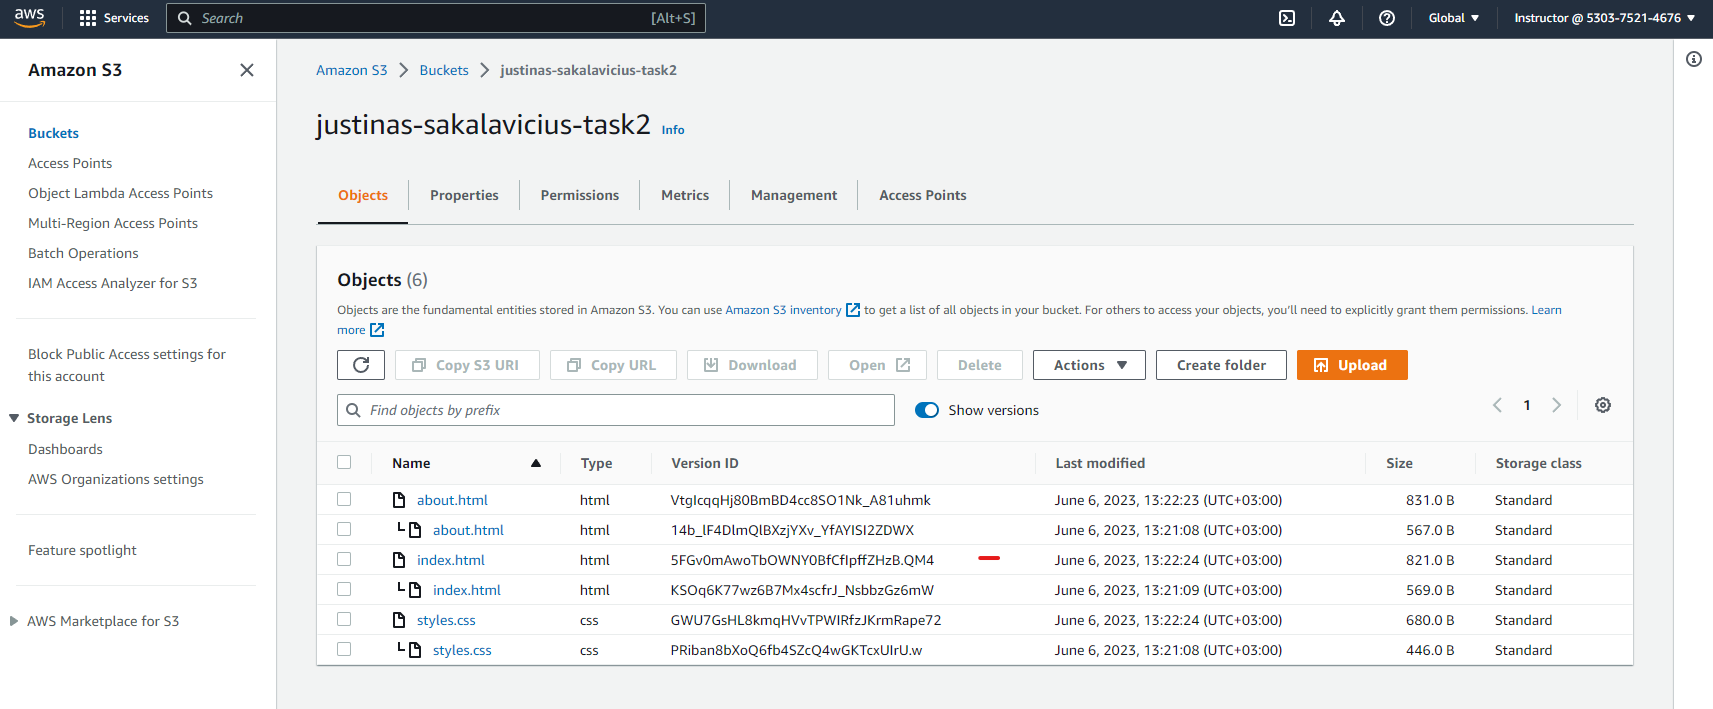 aws Services Search [Alt+S] Global Instructor @ 5303-7521-4676
Amazon S3
Buckets
Access Points
Object Lambda Access Points
Multi-Region Access Points
Batch Operations
IAM Access Analyzer for S3
Block Public Access settings for
this account
Storage Lens
Dashboards
AWS Organizations settings
Feature spotlight
AWS Marketplace for S3
Amazon S3 Buckets justinas-sakalavicius-task2
justinas-sakalavicius-task2 Info
Objects Properties Permissions Metrics Management Access Points
Objects (6)
Objects are the fundamental entities stored in Amazon S3. You can use Amazon S3 inventory to get a list of all objects in your bucket. For others to access your objects, you'll need to explicitly grant them permissions. Learn
more
Copy S3 URI Copy URL Download Open Delete Actions Create folder Upload
Find objects by prefix Show versions 1
Name Type Version ID Last modified Size Storage class
about.html html VtgIcqqHj80BmBD4cc8SO1Nk_A81uhmk June 6, 2023, 13:22:23 (UTC+03:00) 831.0 B Standard
about.html html 14b_lF4DlmQlBXzjYXv_YfAYISI2ZDWX June 6, 2023, 13:21:08 (UTC+03:00) 567.0 B Standard
index.html html 5FGv0mAwoTbOWNY0BfCfIpffZHzB.QM4 June 6, 2023, 13:22:24 (UTC+03:00) 821.0 B Standard
index.html html KSOq6K77wz6B7Mx4scfrJ_NsbbzGz6mW June 6, 2023, 13:21:09 (UTC+03:00) 569.0 B Standard
styles.css css GWU7GsHL8kmqHVvTPWIRfzJKrmRape72 June 6, 2023, 13:22:24 (UTC+03:00) 680.0 B Standard
styles.css css PRiban8bXoQ6fb4SZcQ4wGKTcxUIrU.w June 6, 2023, 13:21:08 (UTC+03:00) 446.0 B Standard